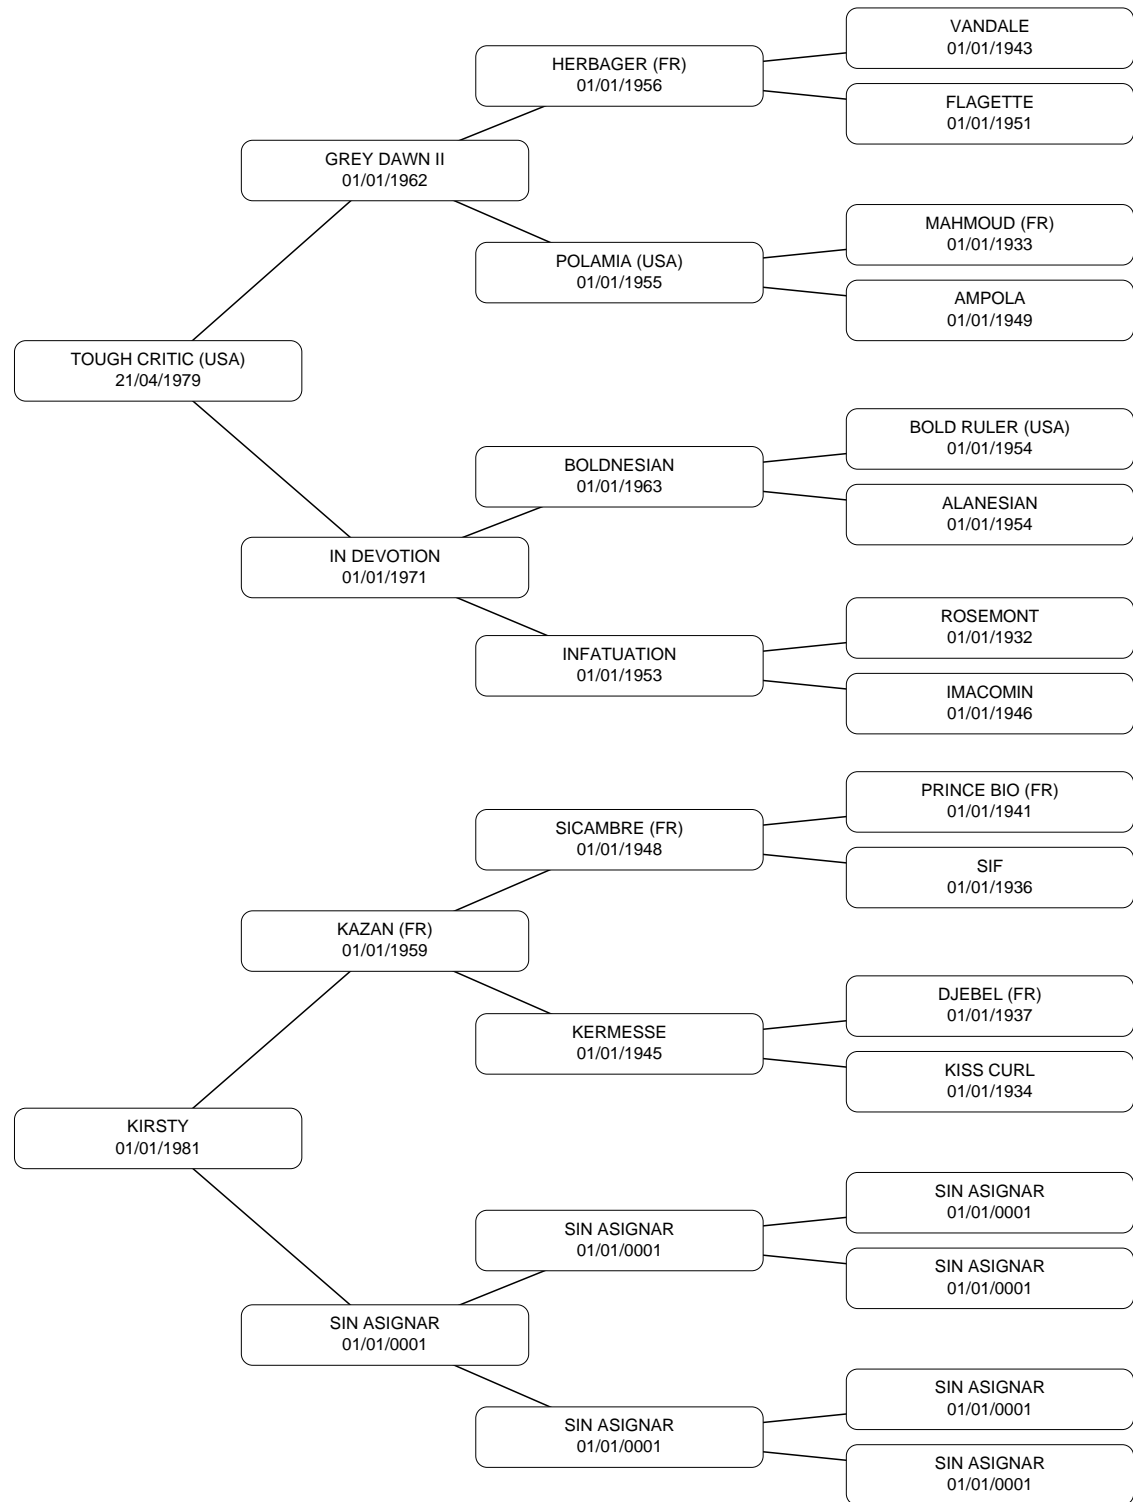 VANDALE
01/01/1943
HERBAGER (FR)
01/01/1956
FLAGETTE
01/01/1951
GREY DAWN II
01/01/1962
MAHMOUD (FR)
01/01/1933
POLAMIA (USA)
01/01/1955
AMPOLA
01/01/1949
TOUGH CRITIC (USA)
21/04/1979
BOLD RULER (USA)
01/01/1954
BOLDNESIAN
01/01/1963
ALANESIAN
01/01/1954
IN DEVOTION
01/01/1971
ROSEMONT
01/01/1932
INFATUATION
01/01/1953
IMACOMIN
01/01/1946
PRINCE BIO (FR)
01/01/1941
SICAMBRE (FR)
01/01/1948
SIF
01/01/1936
KAZAN (FR)
01/01/1959
DJEBEL (FR)
01/01/1937
KERMESSE
01/01/1945
KISS CURL
01/01/1934
KIRSTY
01/01/1981
SIN ASIGNAR
01/01/0001
SIN ASIGNAR
01/01/0001
SIN ASIGNAR
01/01/0001
SIN ASIGNAR
01/01/0001
SIN ASIGNAR
01/01/0001
SIN ASIGNAR
01/01/0001
SIN ASIGNAR
01/01/0001